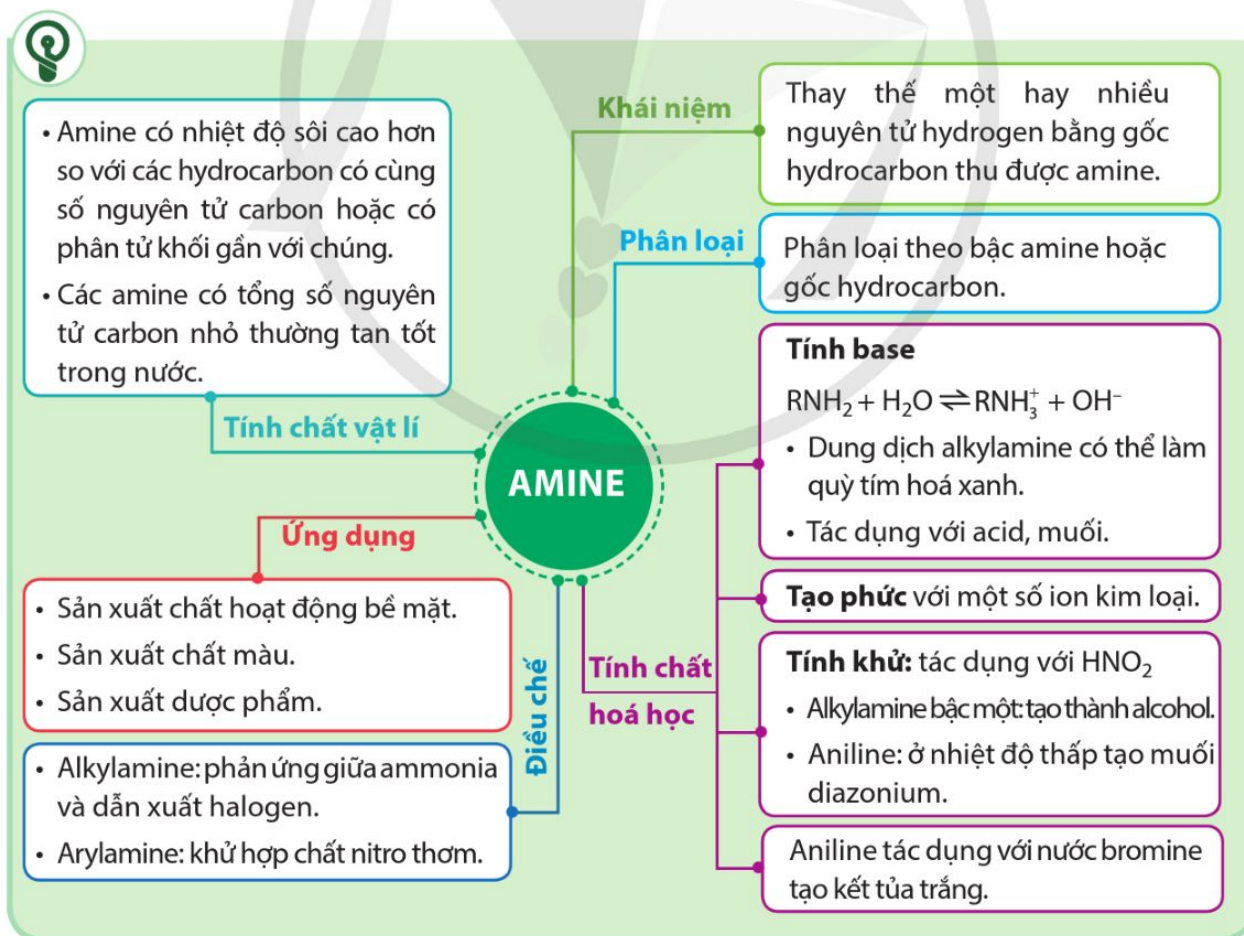 Khái niệm
Thay thế một hay nhiều
nguyên tử hydrogen bằng gốc
hydrocarbon thu được amine.
Phân loại
Phân loại theo bậc amine hoặc
gốc hydrocarbon.
• Amine có nhiệt độ sôi cao hơn
so với các hydrocarbon có cùng
số nguyên tử carbon hoặc có
phân tử khối gần với chúng.
• Các amine có tổng số nguyên
tử carbon nhỏ thường tan tốt
trong nước.
Tính chất vật lí
AMINE
Tính base
RNH₂ + H₂O ⇌ RNH₃⁺ + OH⁻
• Dung dịch alkylamine có thể làm
quỳ tím hoá xanh.
• Tác dụng với acid, muối.
Tạo phức với một số ion kim loại.
Tính chất
hoá học
Tính khử: tác dụng với HNO₂
• Alkylamine bậc một: tạo thành alcohol.
• Aniline: ở nhiệt độ thấp tạo muối
diazonium.
Aniline tác dụng với nước bromine
tạo kết tủa trắng.
Ứng dụng
• Sản xuất chất hoạt động bề mặt.
• Sản xuất chất màu.
• Sản xuất dược phẩm.
Điều chế
• Alkylamine: phản ứng giữa ammonia
và dẫn xuất halogen.
• Arylamine: khử hợp chất nitro thơm.